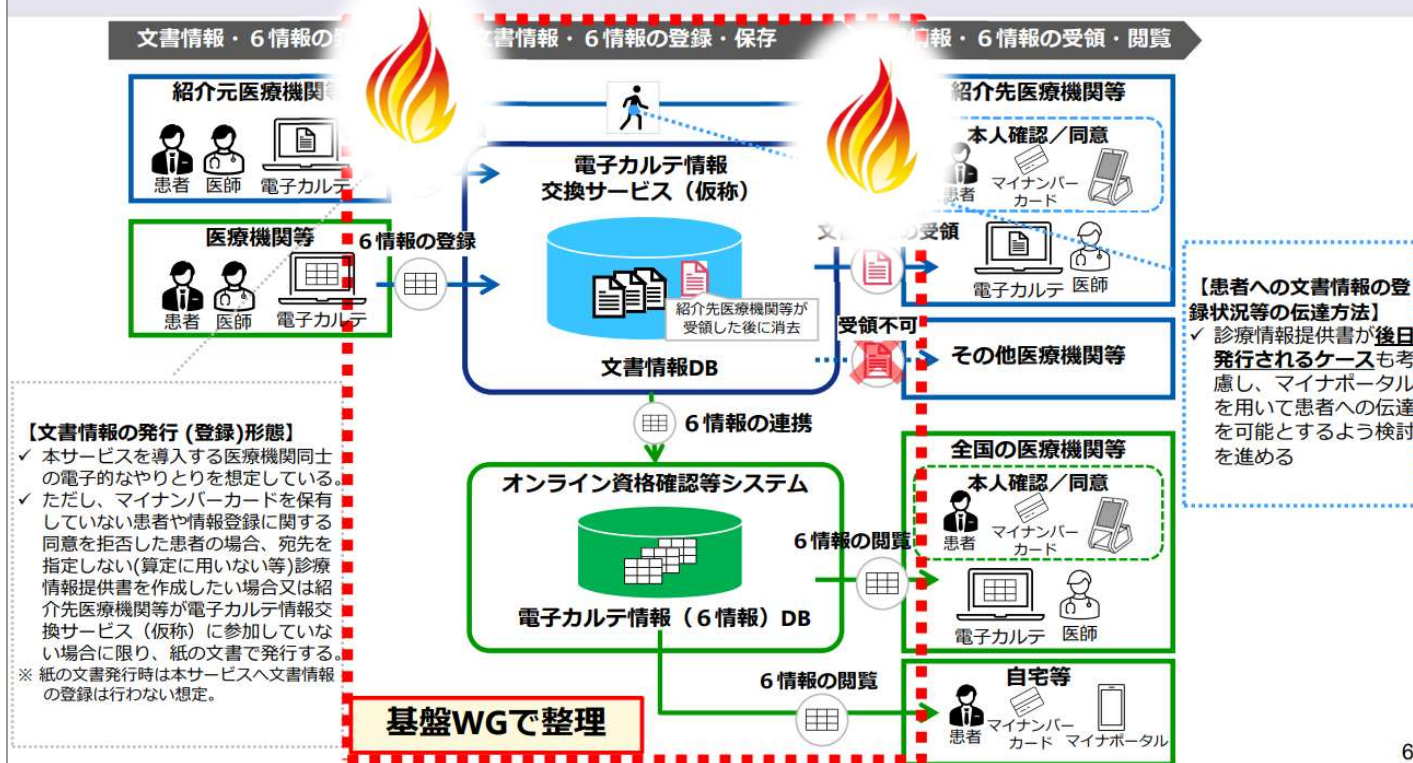 文書情報・６情報の
文書情報・６情報の登録・保存
情報・６情報の受領・閲覧
紹介元医療機関等
患者
医師
電子カルテ
医療機関等
患者
医師
電子カルテ
６情報の登録
電子カルテ情報
交換サービス（仮称）
紹介先医療機関等が
受領した後に消去
文書情報DB
文
の受領
受領不可
紹介先医療機関等
本人確認／同意
患者
マイナンバー
カード
電子カルテ
医師
その他医療機関等
６情報の連携
オンライン資格確認等システム
電子カルテ情報（６情報）DB
６情報の閲覧
全国の医療機関等
本人確認／同意
患者
マイナンバー
カード
電子カルテ
医師
６情報の閲覧
自宅等
患者
マイナンバー
カード
マイナポータル
【文書情報の発行 (登録)形態】
✓ 本サービスを導入する医療機関同士
の電子的なやりとりを想定している。
✓ ただし、マイナンバーカードを保有
していない患者や情報登録に関する
同意を拒否した患者の場合、宛先を
指定しない(算定に用いない等)診療
情報提供書を作成したい場合又は紹
介先医療機関等が電子カルテ情報交
換サービス（仮称）に参加していな
い場合に限り、紙の文書で発行する。
※ 紙の文書発行時は本サービスへ文書情報
の登録は行わない想定。
基盤WGで整理
【患者への文書情報の登
録状況等の伝達方法】
✓ 診療情報提供書が後日
発行されるケースも考
慮し、マイナポータル
を用いて患者への伝達
を可能とするよう検討
を進める
6